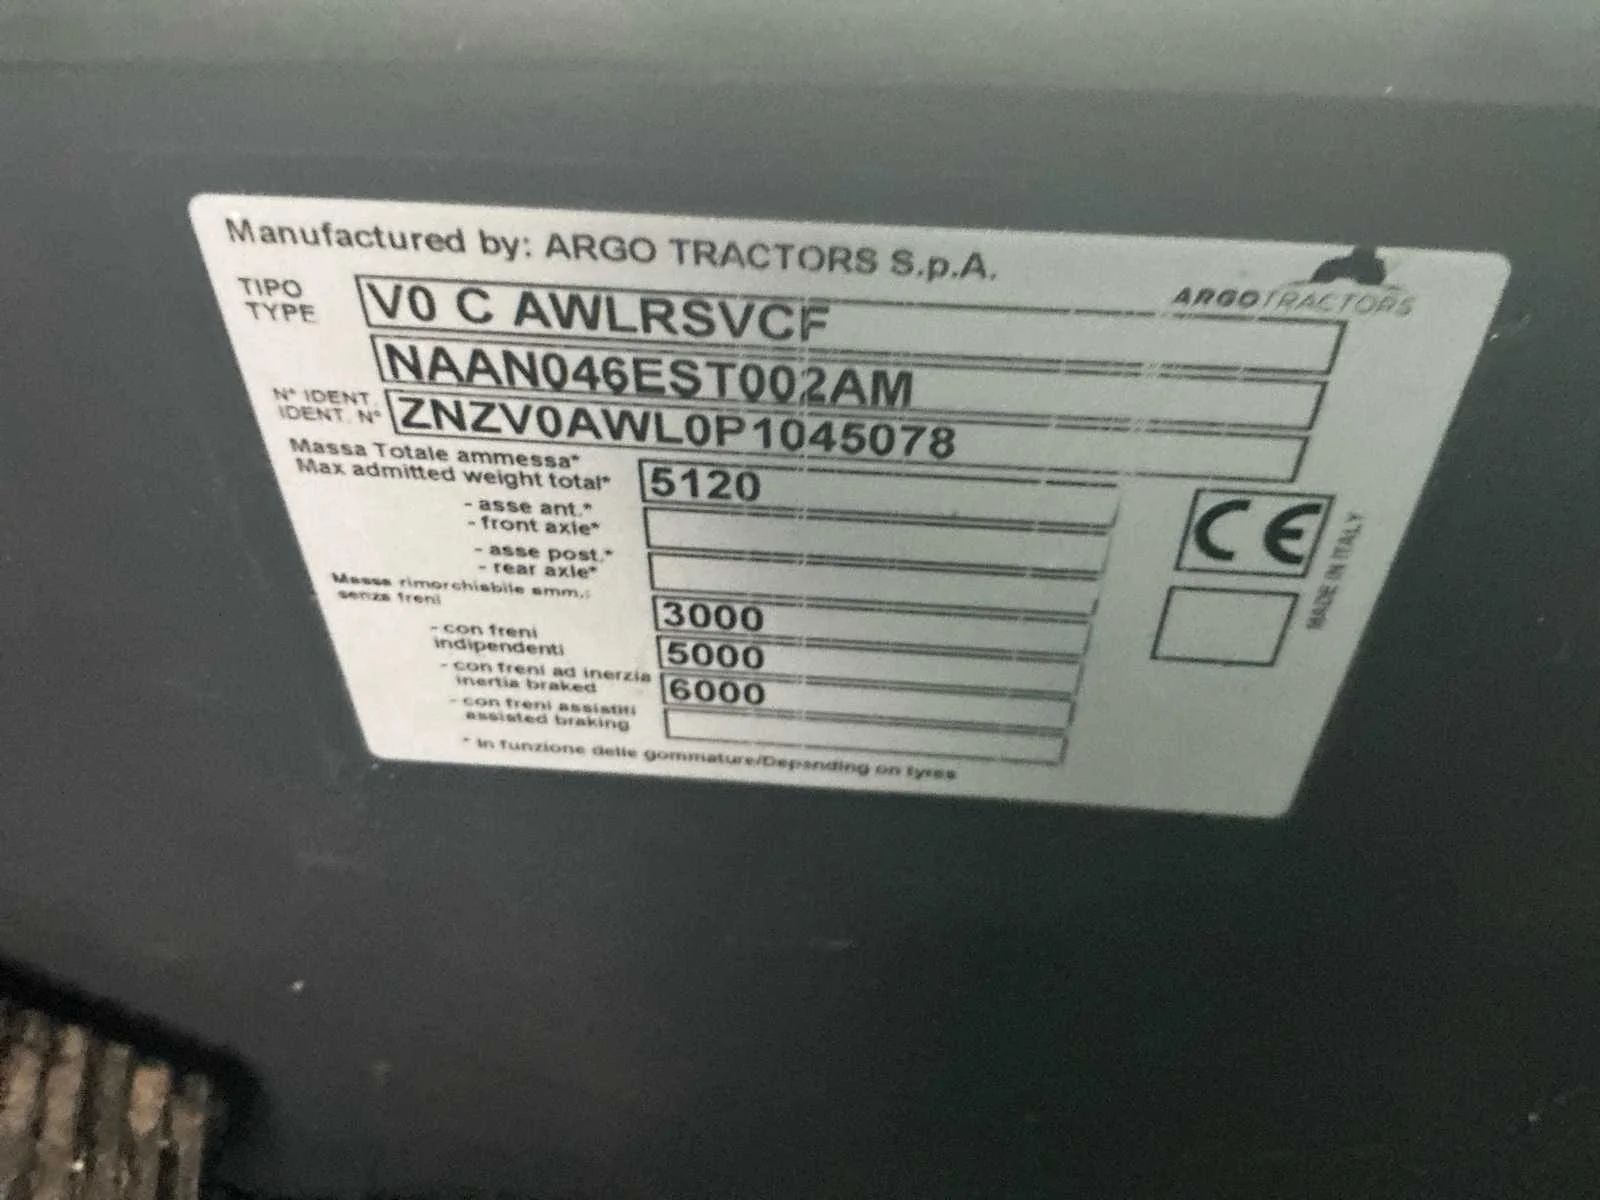 Manufactured by: ARGO TRACTORS S.p.A.
ARGOTRACTORS
TIPO
TYPE
V0 C AWLRSVCF
NAAN046EST002AM
N° IDENT.
IDENT. N°
ZNZV0AWL0P1045078
Massa Totale ammessa*
Max admitted weight total*
5120
- asse ant.*
- front axle*
- asse post.*
- rear axle*
Massa rimorchiabile amm.:
senza freni
3000
- con freni
indipendenti
5000
- con freni ad inerzia
inertia braked
6000
- con freni assistiti
assisted braking
* In funzione delle gommature/Depending on tyres
CE
MADE IN ITALY